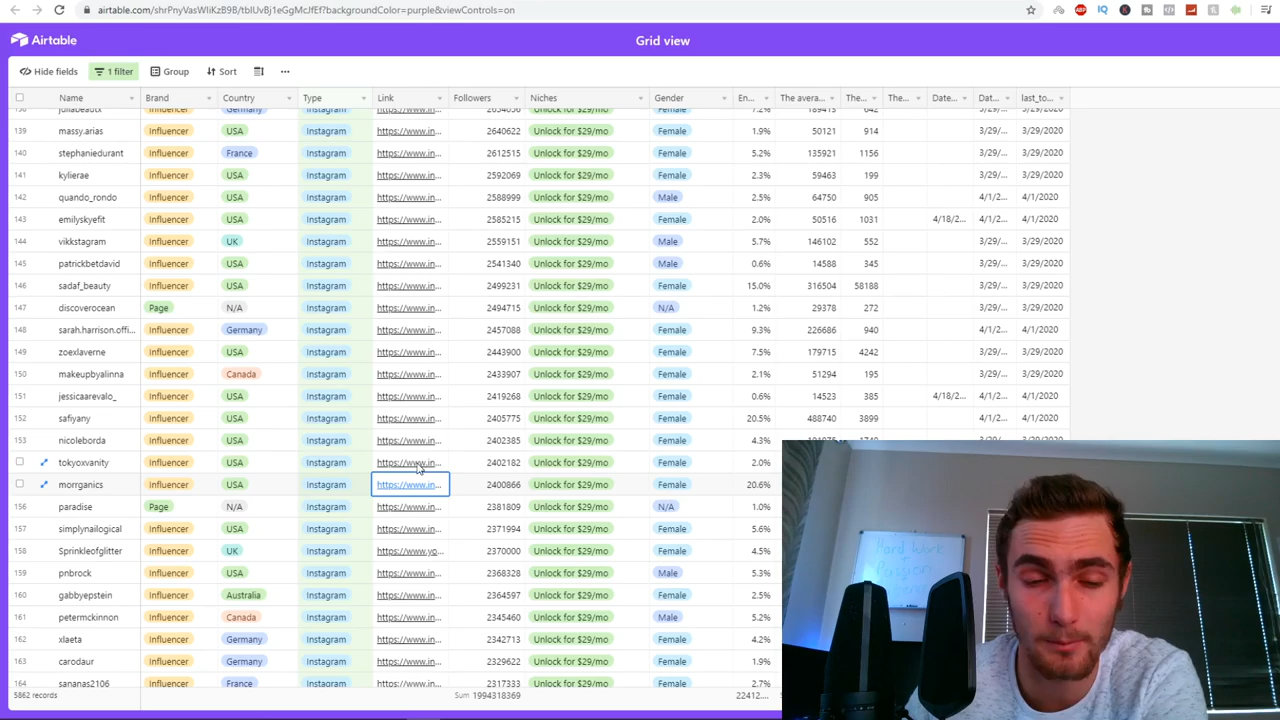 airtable.com/shrPnyVasWIiKzB9B/tblUvBj1eGgMcJfEf?backgroundColor=purple&viewControls=on
Airtable Grid view
Hide fields 1 filter Group Sort
Name Brand Country Type Link Followers Niches Gender En... The avera... The... The... Date... Dat... last_to...
139 massy.arias Influencer USA Instagram https://www.in... 2640622 Unlock for $29/mo Female 1.9% 50121 914 3/29/... 3/29/2020
140 stephaniedurant Influencer France Instagram https://www.in... 2612515 Unlock for $29/mo Female 5.2% 135921 1156 3/29/... 3/29/2020
141 kylierae Influencer USA Instagram https://www.in... 2592069 Unlock for $29/mo Female 2.3% 59463 199 3/29/... 3/29/2020
142 quando_rondo Influencer USA Instagram https://www.in... 2588999 Unlock for $29/mo Male 2.5% 64750 905 4/1/2... 4/1/2020
143 emilyskyefit Influencer USA Instagram https://www.in... 2585215 Unlock for $29/mo Female 2.0% 50516 1031 4/18/2... 3/29/... 3/29/2020
144 vikkstagram Influencer UK Instagram https://www.in... 2559151 Unlock for $29/mo Male 5.7% 146102 552 3/29/... 3/29/2020
145 patrickbetdavid Influencer USA Instagram https://www.in... 2541340 Unlock for $29/mo Male 0.6% 14588 345 3/29/... 3/29/2020
146 sadaf_beauty Influencer USA Instagram https://www.in... 2499231 Unlock for $29/mo Female 15.0% 316504 58188 3/29/... 3/29/2020
147 discoverocean Page N/A Instagram https://www.in... 2494715 Unlock for $29/mo N/A 1.2% 29378 272 3/29/... 3/29/2020
148 sarah.harrison.offi... Influencer Germany Instagram https://www.in... 2457088 Unlock for $29/mo Female 9.3% 226686 940 4/1/2... 4/1/2020
149 zoexlaverne Influencer USA Instagram https://www.in... 2443900 Unlock for $29/mo Female 7.5% 179715 4242 3/29/... 3/29/2020
150 makeupbyalinna Influencer Canada Instagram https://www.in... 2433907 Unlock for $29/mo Female 2.1% 51294 195 3/29/... 3/29/2020
151 jessicaarevalo_ Influencer USA Instagram https://www.in... 2419268 Unlock for $29/mo Female 0.6% 14523 385 4/18/2... 4/1/2... 4/1/2020
152 safiyany Influencer USA Instagram https://www.in... 2405775 Unlock for $29/mo Female 20.5% 488740 3899 4/1/2... 4/1/2020
153 nicoleborda Influencer USA Instagram https://www.in... 2402385 Unlock for $29/mo Female 4.3%
tokyoxvanity Influencer USA Instagram https://www.in... 2402182 Unlock for $29/mo Female 2.0%
morrganics Influencer USA Instagram https://www.in... 2400866 Unlock for $29/mo Female 20.6%
156 paradise Page N/A Instagram https://www.in... 2381809 Unlock for $29/mo N/A 1.0%
157 simplynailogical Influencer USA Instagram https://www.in... 2371994 Unlock for $29/mo Female 5.6%
158 Sprinkleofglitter Influencer UK Instagram https://www.yo... 2370000 Unlock for $29/mo Female 4.5%
159 pnbrock Influencer USA Instagram https://www.in... 2368328 Unlock for $29/mo Male 5.3%
160 gabbyepstein Influencer Australia Instagram https://www.in... 2364597 Unlock for $29/mo Female 2.5%
161 petermckinnon Influencer Canada Instagram https://www.in... 2345460 Unlock for $29/mo Male 5.2%
162 xlaeta Influencer Germany Instagram https://www.in... 2342713 Unlock for $29/mo Female 4.2%
163 carodaur Influencer Germany Instagram https://www.in... 2329622 Unlock for $29/mo Female 1.9%
164 sananas2106 Influencer France Instagram https://www.in... 2317333 Unlock for $29/mo Female 2.7%
5862 records Sum 1994318369 22412....
Hard Work
Passion